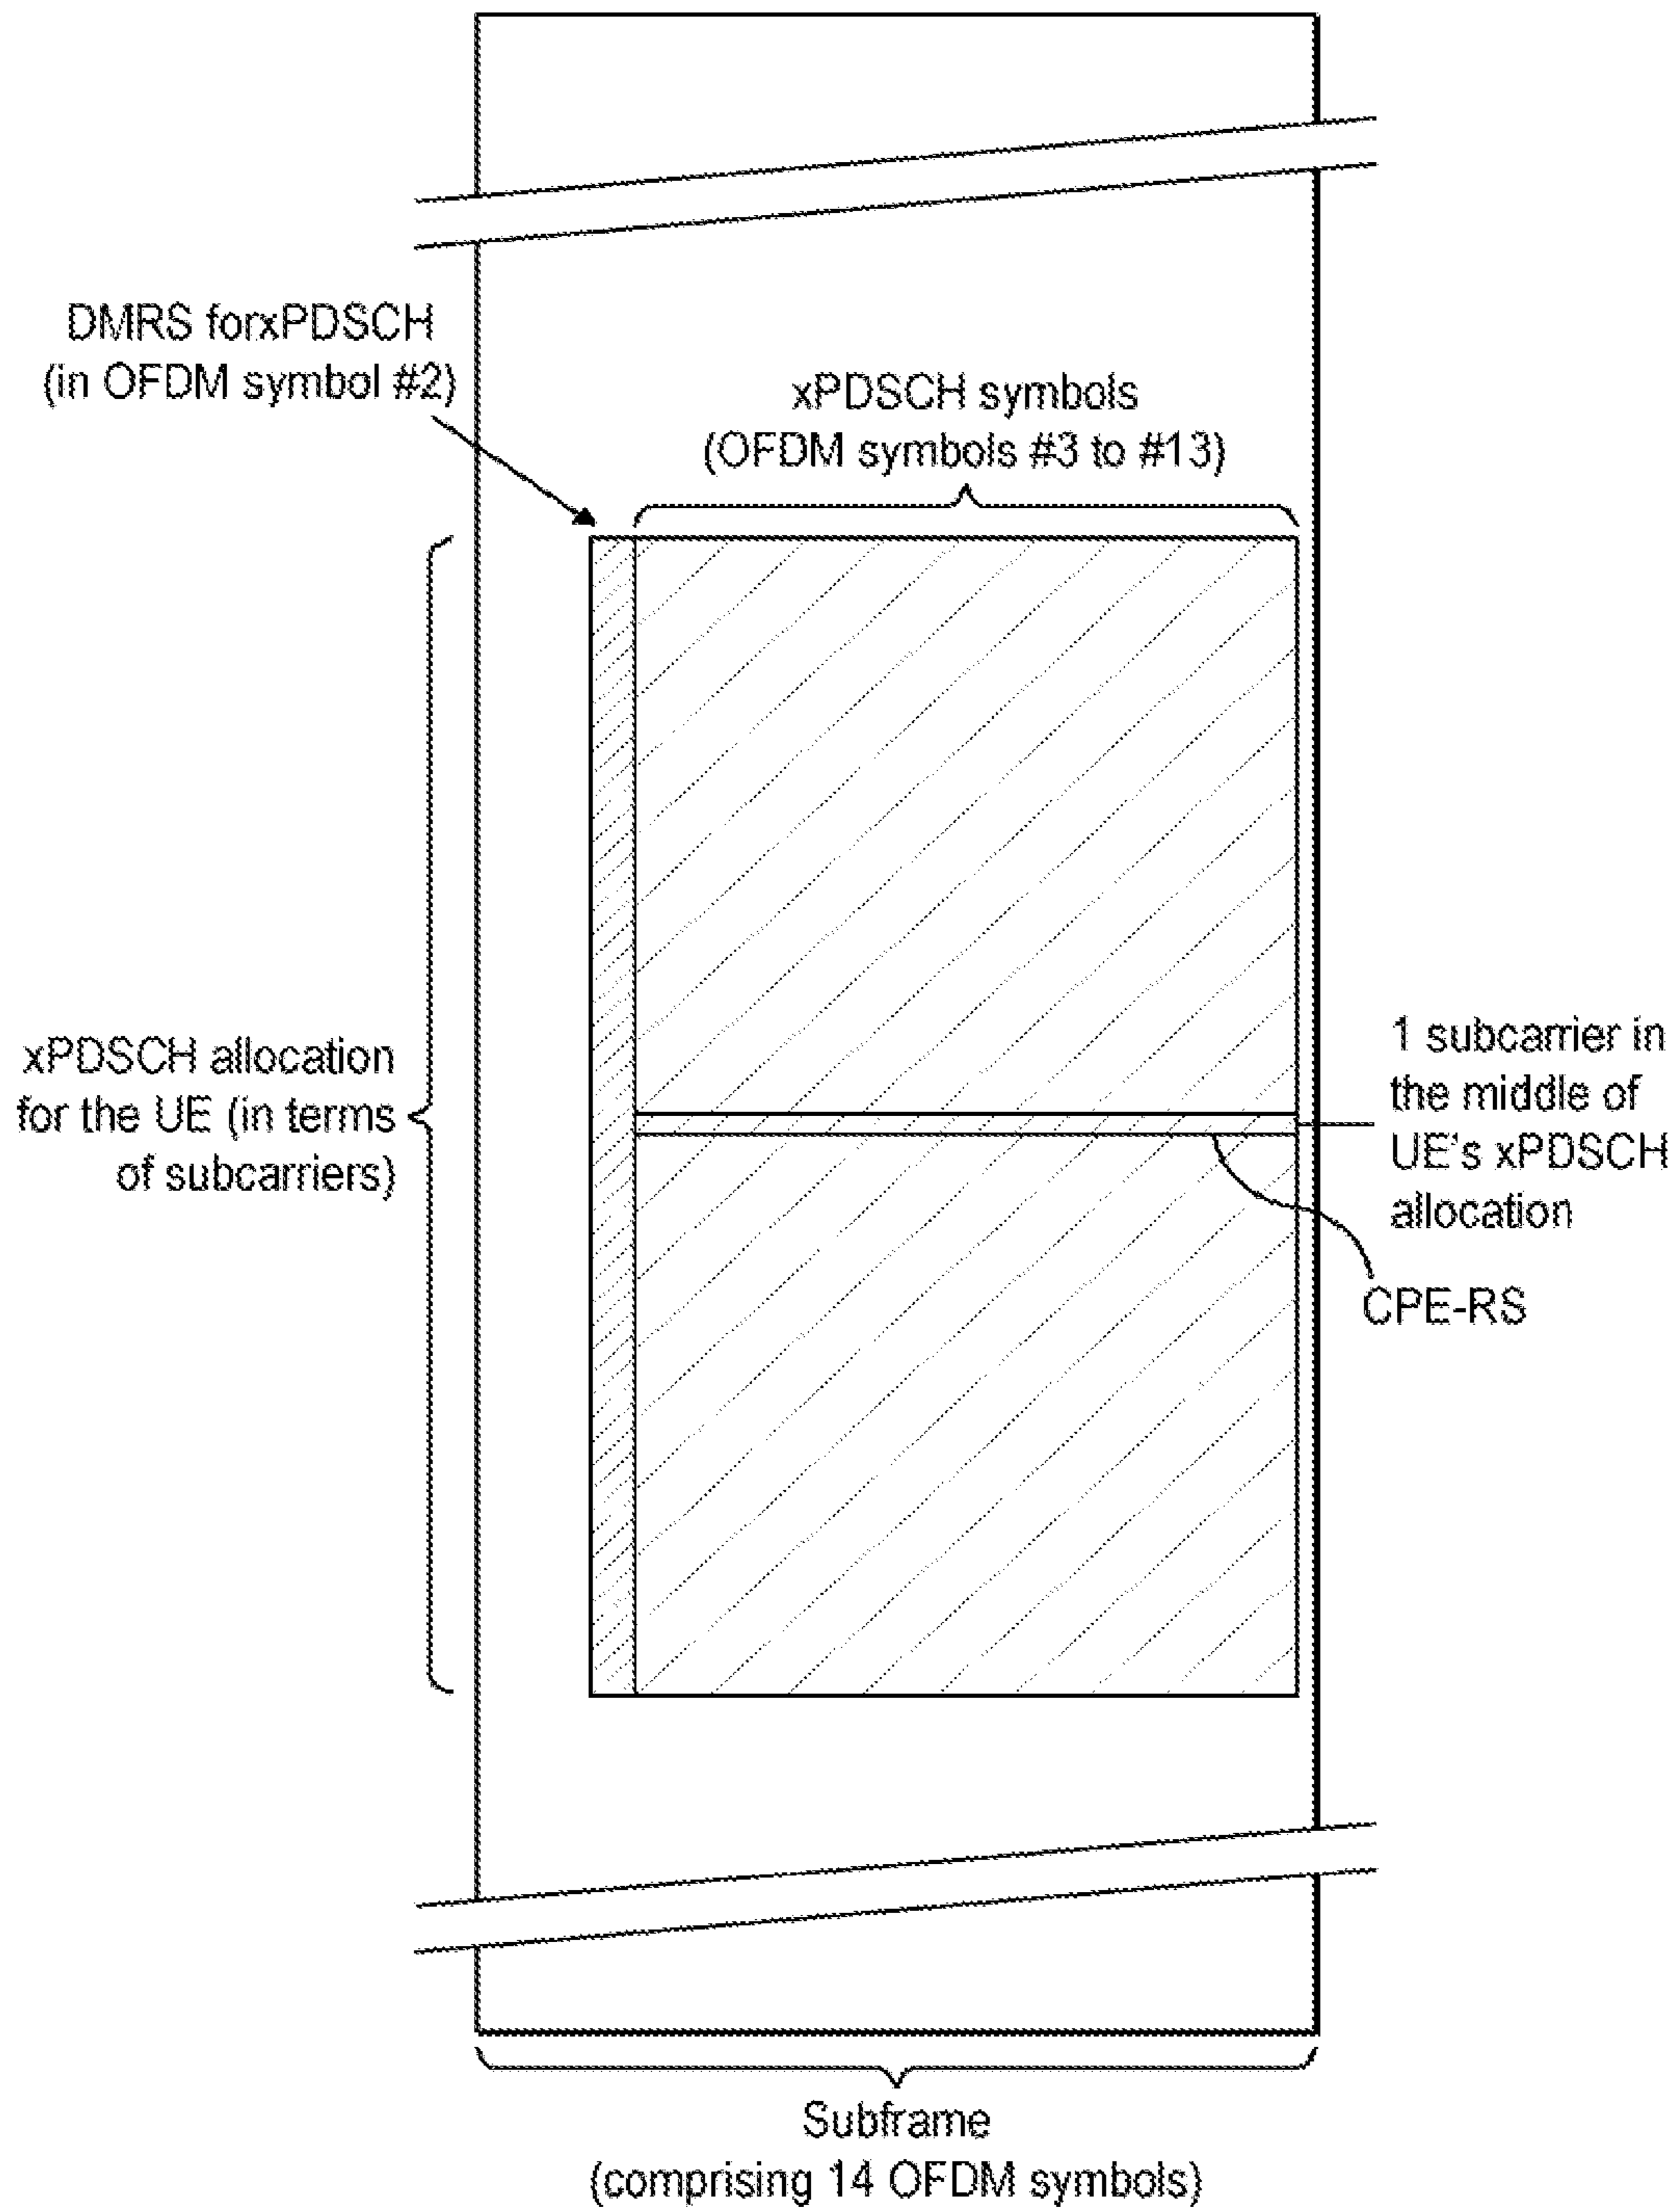 DMRS forxPDSCH
(in OFDM symbol #2)
xPDSCH symbols
(OFDM symbols #3 to #13)
xPDSCH allocation
for the UE (in terms
of subcarriers)
1 subcarrier in
the middle of
UE's xPDSCH
allocation
CPE-RS
Subframe
(comprising 14 OFDM symbols)